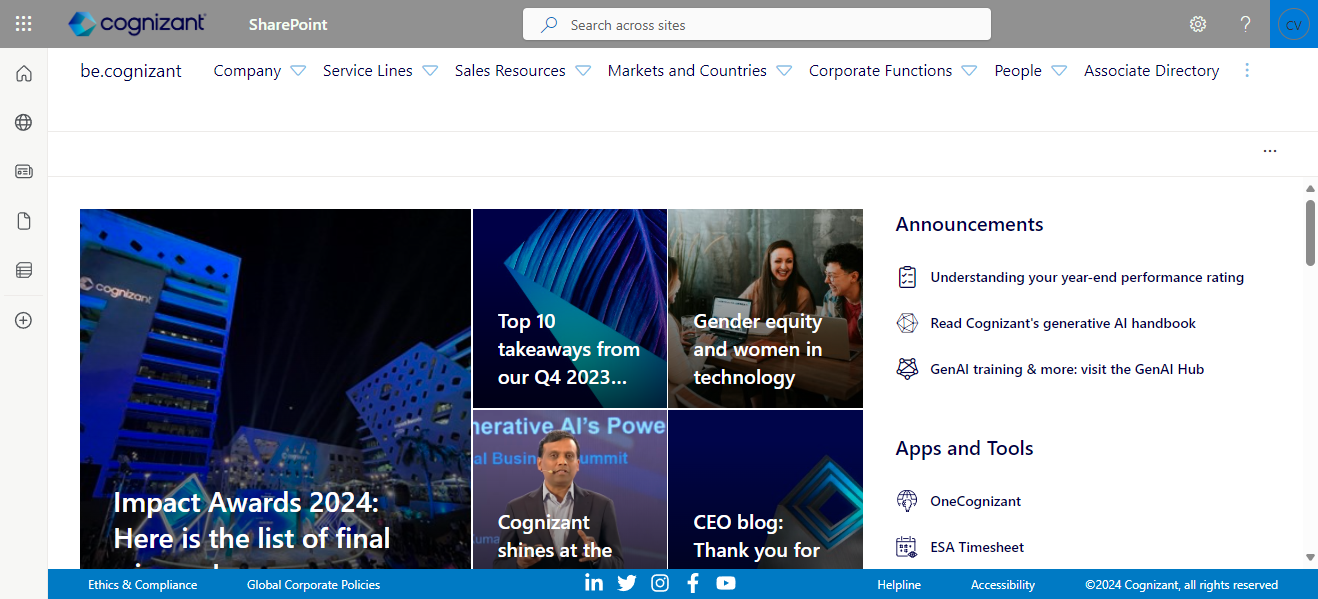 cognizant
SharePoint
Search across sites
?
CV
be.cognizant
Company
Service Lines
Sales Resources
Markets and Countries
Corporate Functions
People
Associate Directory
cognizant
Impact Awards 2024:
Here is the list of final
Top 10
takeaways from
our Q4 2023...
Gender equity
and women in
technology
nerative AI's Powe
al Busin
ummit
Cognizant
shines at the
CEO blog:
Thank you for
Announcements
Understanding your year-end performance rating
Read Cognizant's generative AI handbook
GenAI training & more: visit the GenAI Hub
Apps and Tools
OneCognizant
ESA Timesheet
Ethics & Compliance
Global Corporate Policies
in
f
Helpline
Accessibility
©2024 Cognizant, all rights reserved